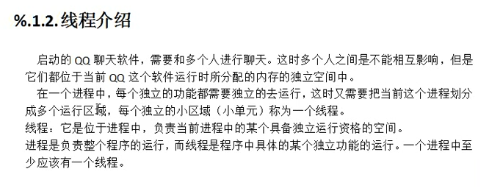 %.1.2.线程介绍
启动的 QQ 聊天软件，需要和多个人进行聊天。这时多个人之间是不能相互影响，但是
它们都位于当前 QQ 这个软件运行时所分配的内存的独立空间中。
在一个进程中，每个独立的功能都需要独立的去运行，这时又需要把当前这个进程划分
成多个运行区域，每个独立的小区域（小单元）称为一个线程。
线程：它是位于进程中，负责当前进程中的某个具备独立运行资格的空间。
进程是负责整个程序的运行，而线程是程序中具体的某个独立功能的运行。一个进程中至
少应该有一个线程。